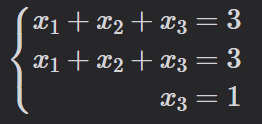 x₁ + x₂ + x₃ = 3
x₁ + x₂ + x₃ = 3
x₃ = 1